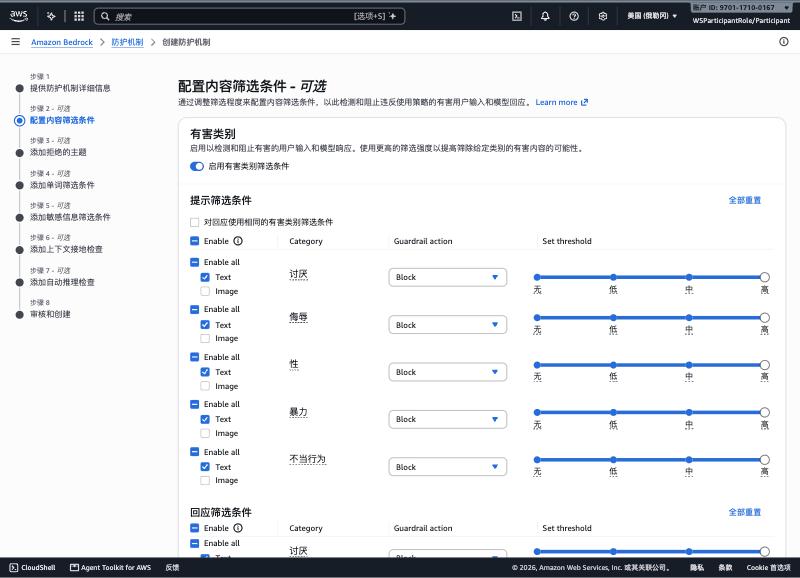 aws
搜索
[选项+S]
美国 (俄勒冈)
账户 ID: 9701-1710-0167
WSParticipantRole/Participant
Amazon Bedrock
防护机制
创建防护机制
步骤 1
提供防护机制详细信息
步骤 2 - 可选
配置内容筛选条件
步骤 3 - 可选
添加拒绝的主题
步骤 4 - 可选
添加单词筛选条件
步骤 5 - 可选
添加敏感信息筛选条件
步骤 6 - 可选
添加上下文接地检查
步骤 7 - 可选
添加自动推理检查
步骤 8
审核和创建
配置内容筛选条件 - 可选
通过调整筛选程度来配置内容筛选条件，以此检测和阻止违反使用策略的有害用户输入和模型回应。 Learn more
有害类别
启用以检测和阻止有害的用户输入和模型响应。使用更高的筛选强度以提高筛除给定类别的有害内容的可能性。
启用有害类别筛选条件
提示筛选条件
全部重置
对回应使用相同的有害类别筛选条件
Enable Category Guardrail action Set threshold
Enable all
Text
Image
讨厌
Block
无 低 中 高
Enable all
Text
Image
侮辱
Block
无 低 中 高
Enable all
Text
Image
性
Block
无 低 中 高
Enable all
Text
Image
暴力
Block
无 低 中 高
Enable all
Text
Image
不当行为
Block
无 低 中 高
回应筛选条件
全部重置
Enable Category Guardrail action Set threshold
Enable all
讨厌
CloudShell
Agent Toolkit for AWS
反馈
© 2026, Amazon Web Services, Inc. 或其关联公司。
隐私
条款
Cookie 首选项